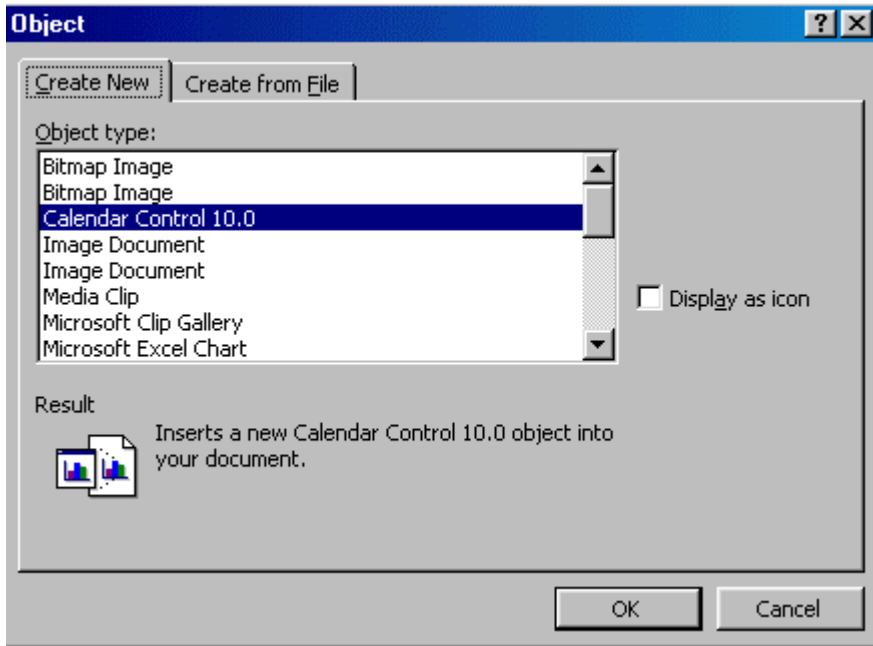 Object
Create New
Create from File
Object type:
Bitmap Image
Bitmap Image
Calendar Control 10.0
Image Document
Image Document
Media Clip
Microsoft Clip Gallery
Microsoft Excel Chart
Display as icon
Result
Inserts a new Calendar Control 10.0 object into
your document.
OK
Cancel